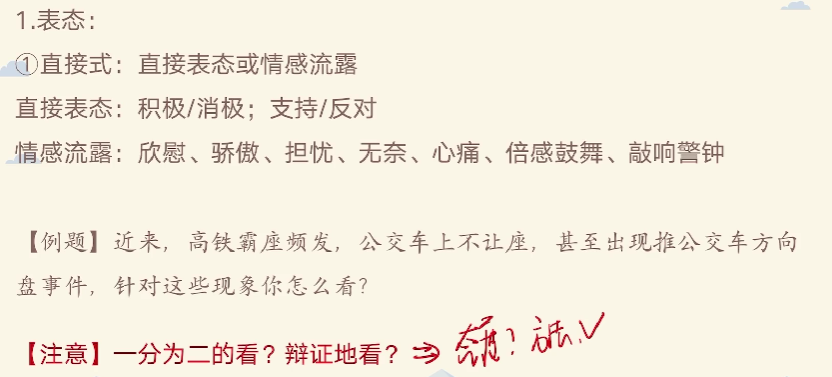 1.表态：
①直接式：直接表态或情感流露
直接表态：积极/消极；支持/反对
情感流露：欣慰、骄傲、担忧、无奈、心痛、倍感鼓舞、敲响警钟
【例题】近来，高铁霸座频发，公交车上不让座，甚至出现推公交车方向
盘事件，针对这些现象你怎么看？
【注意】一分为二的看？辩证地看？⇒ 态度？方法.✓